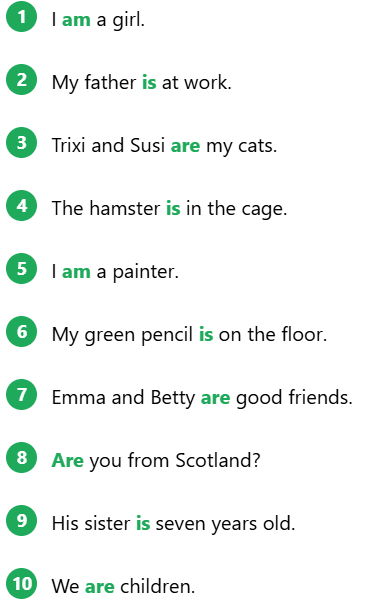 1 I am a girl.
2 My father is at work.
3 Trixi and Susi are my cats.
4 The hamster is in the cage.
5 I am a painter.
6 My green pencil is on the floor.
7 Emma and Betty are good friends.
8 Are you from Scotland?
9 His sister is seven years old.
10 We are children.